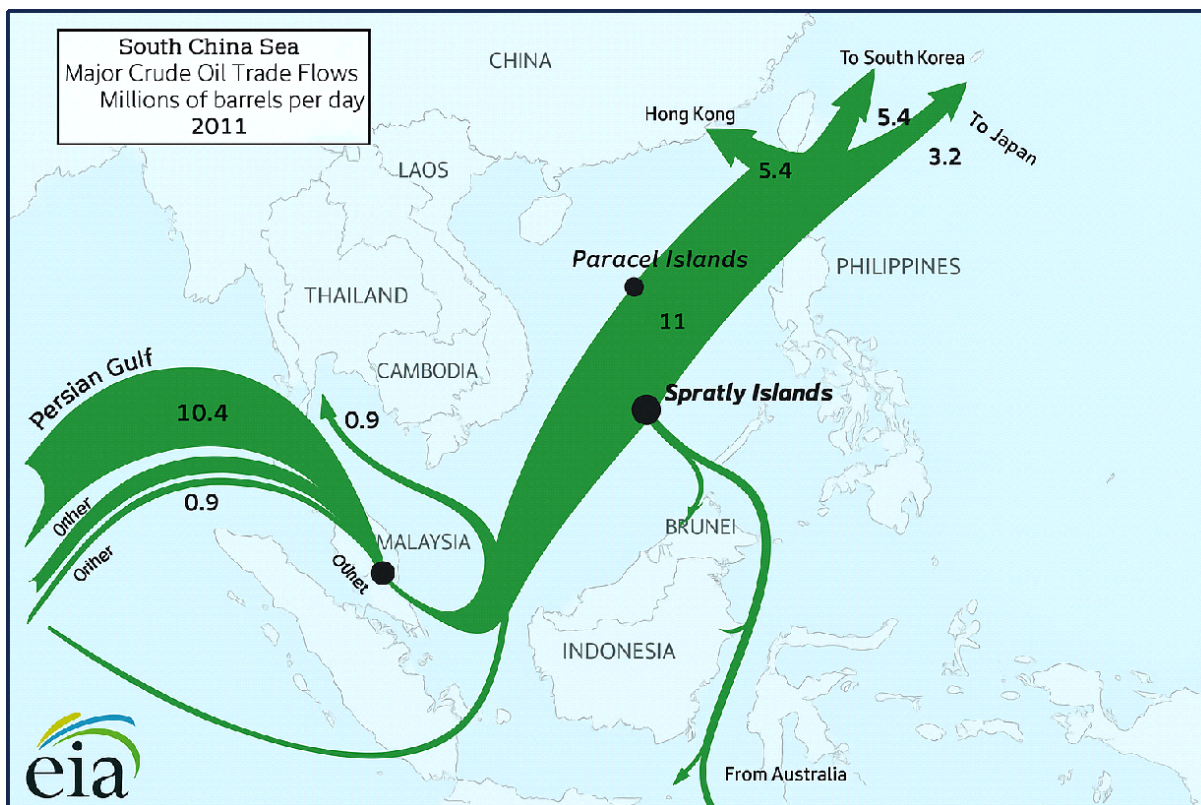 South China Sea
Major Crude Oil Trade Flows
Millions of barrels per day
2011
CHINA
To South Korea
Hong Kong
5.4
To Japan
3.2
5.4
LAOS
Paracel Islands
PHILIPPINES
THAILAND
11
CAMBODIA
Spratly Islands
Persian Gulf
10.4
0.9
Oriher
0.9
Oriher
MALAYSIA
Othet
BRUNEI
INDONESIA
From Australia
eia